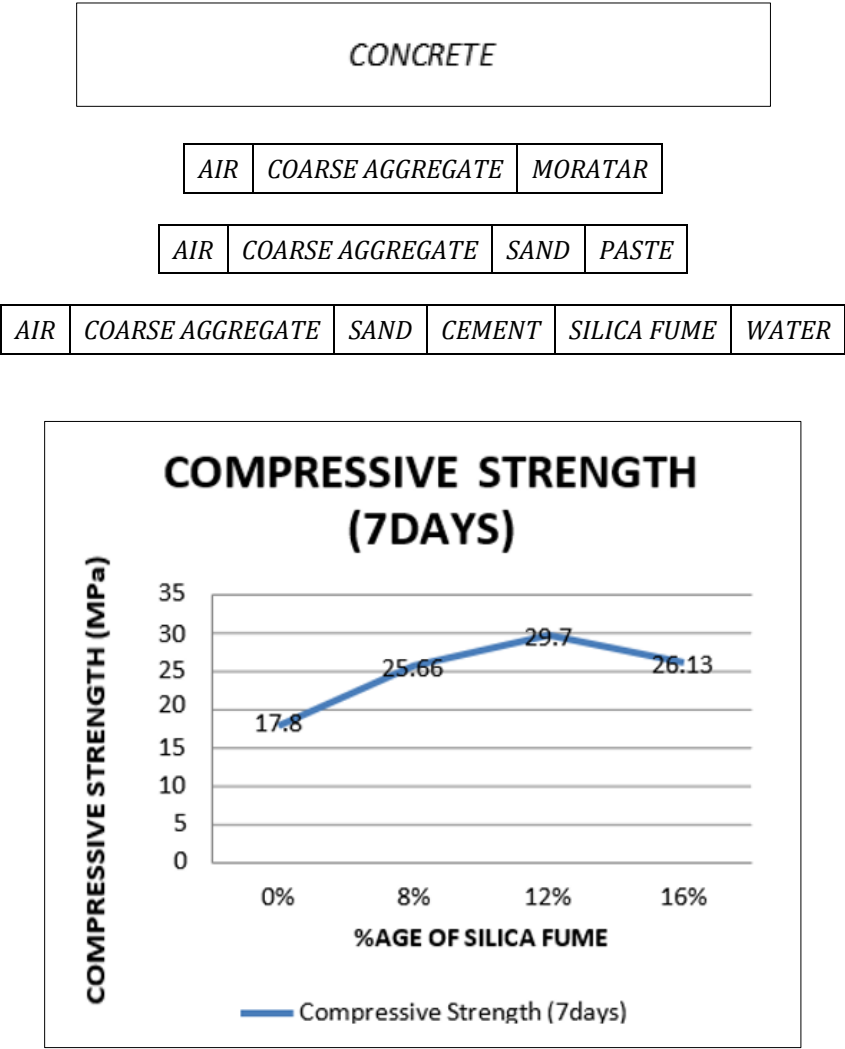 CONCRETE
AIR COARSE AGGREGATE MORATAR
AIR COARSE AGGREGATE SAND PASTE
AIR COARSE AGGREGATE SAND CEMENT SILICA FUME WATER
COMPRESSIVE STRENGTH
(7DAYS)
COMPRESSIVE STRENGTH (MPa)
35
30
25
20
15
10
5
0
17.8
25.66
29.7
26.13
0% 8% 12% 16%
%AGE OF SILICA FUME
Compressive Strength (7days)